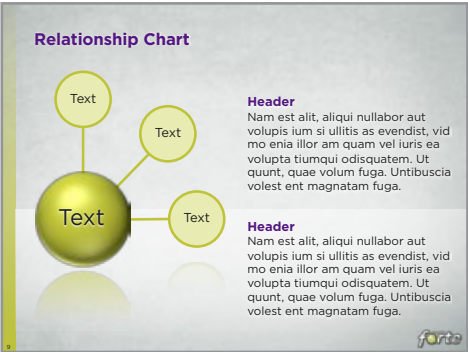 Relationship Chart
Text
Text
Text
Text
Header
Nam est alit, aliqui nullabor aut
volupis ium si ullitis as evendist, vid
mo enia illor am quam vel iuris ea
volupta tiumqui odisquatem. Ut
quunt, quae volum fuga. Untibuscia
volest ent magnatam fuga.
Header
Nam est alit, aliqui nullabor aut
volupis ium si ullitis as evendist, vid
mo enia illor am quam vel iuris ea
volupta tiumqui odisquatem. Ut
quunt, quae volum fuga. Untibuscia
volest ent magnatam fuga.
9
forte